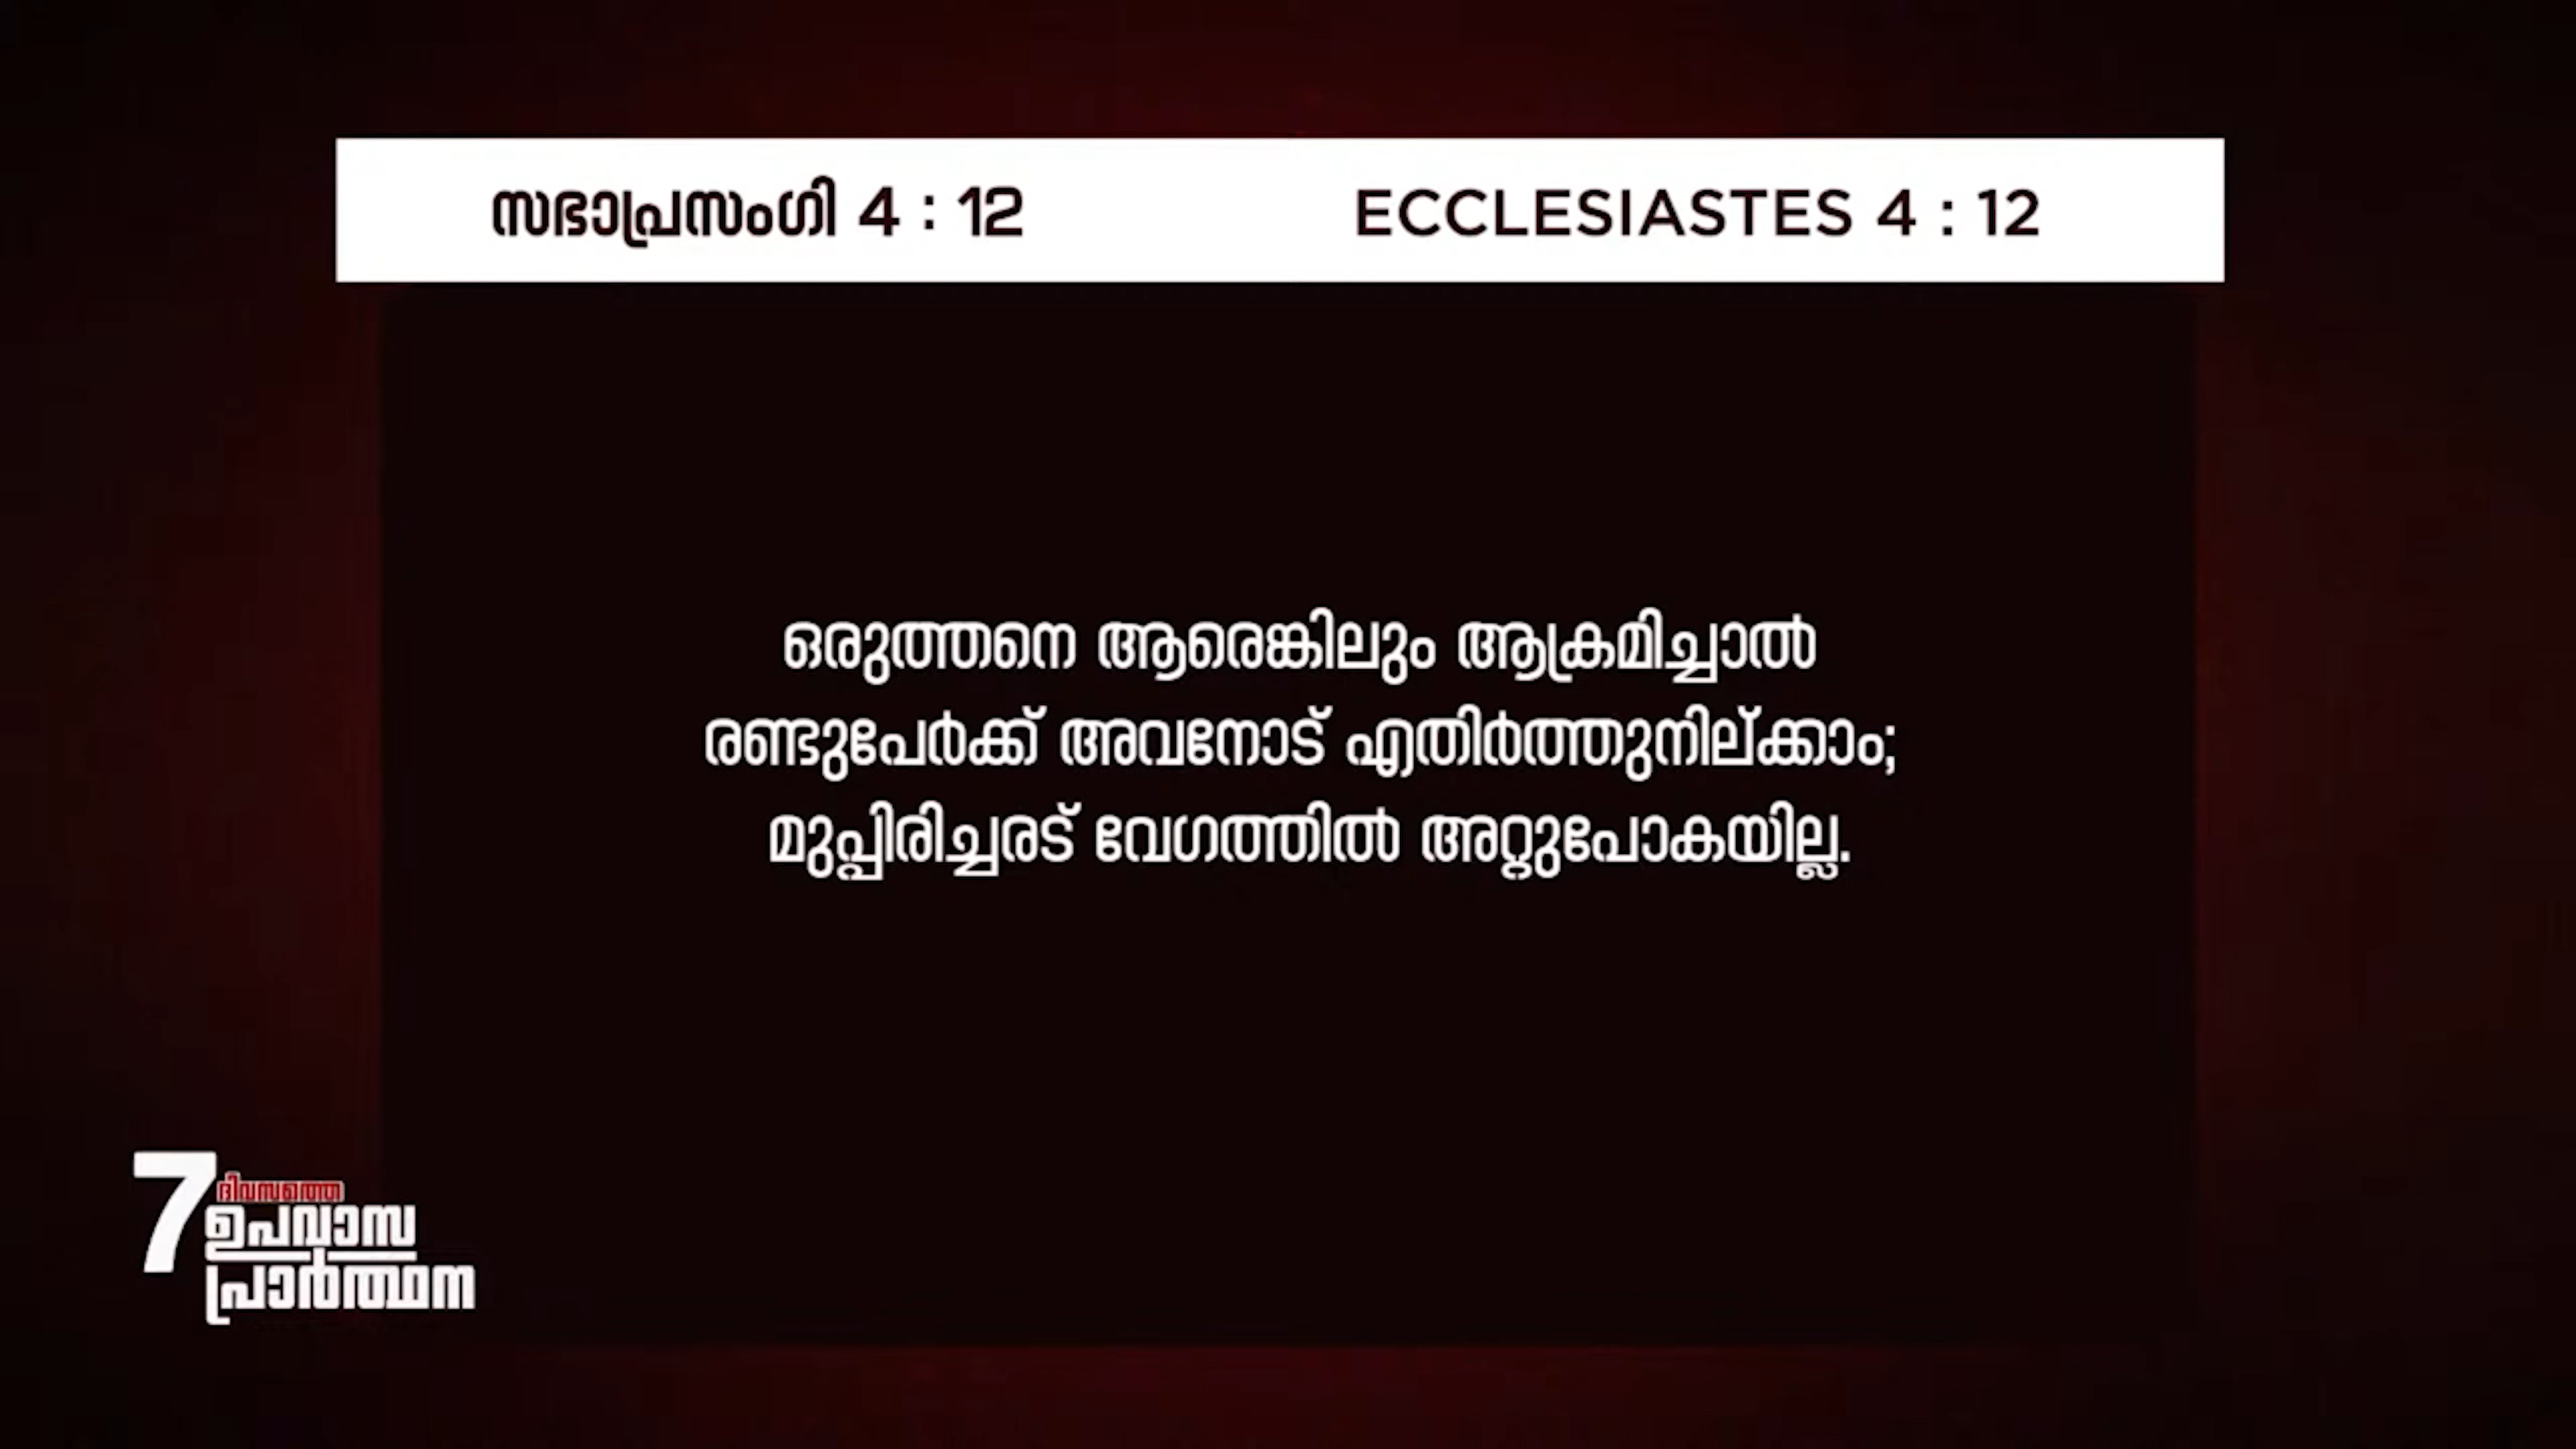 സഭാപ്രസംഗി 4 : 12
ECCLESIASTES 4 : 12
ഒരുത്തനെ ആരെങ്കിലും ആക്രമിച്ചാൽ
രണ്ടുപേർക്ക് അവനോട് എതിർത്തുനില്ക്കാം;
മുപ്പിരിച്ചരട് വേഗത്തിൽ അറ്റുപോകയില്ല.
7 ദിവസത്തെ
ഉപവാസ
പ്രാർത്ഥന